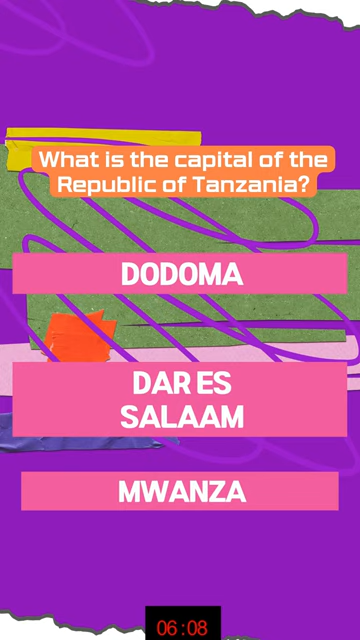 What is the capital of the
Republic of Tanzania?
DODOMA
DAR ES
SALAAM
MWANZA
06:08